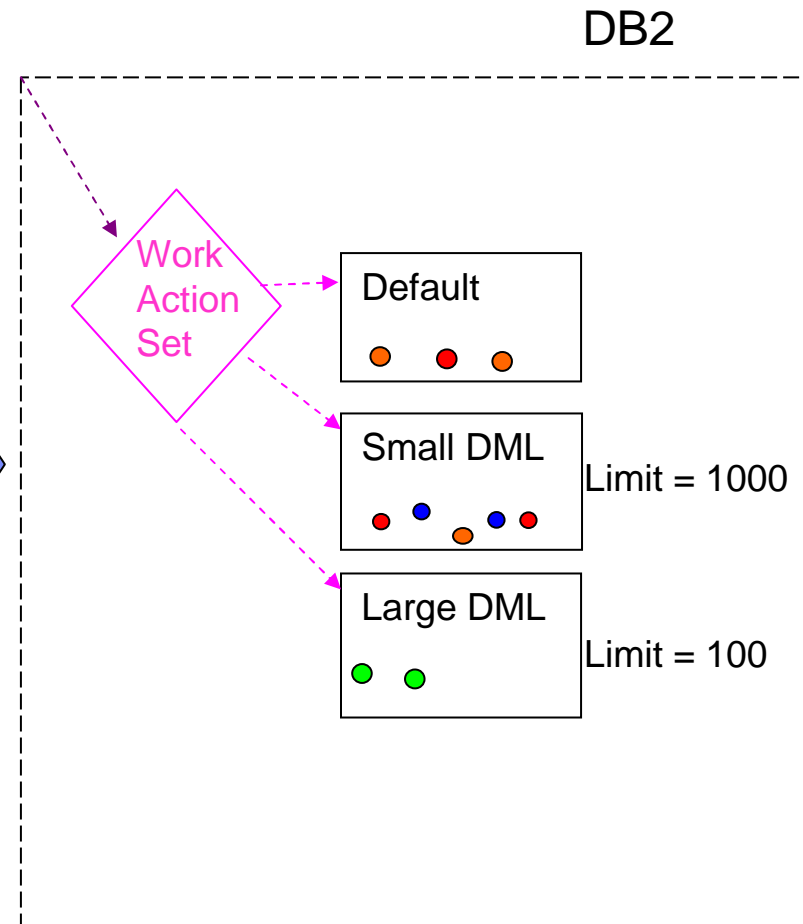 DB2
Work
Action
Set
Default
Small DML
Limit = 1000
Large DML
Limit = 100